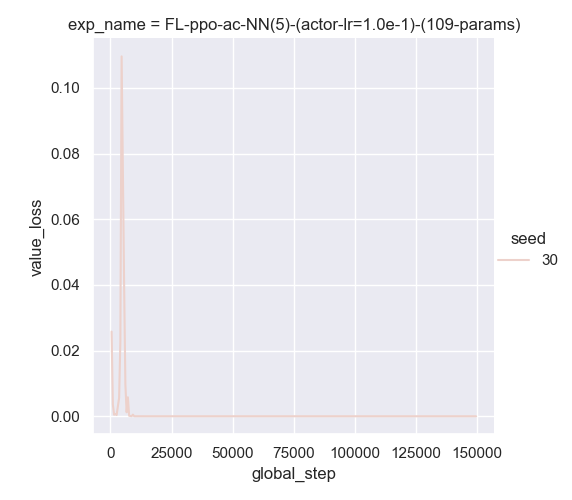 exp_name = FL-ppo-ac-NN(5)-(actor-lr=1.0e-1)-(109-params)
0.10
0.08
0.06
0.04
0.02
0.00
value_loss
0 25000 50000 75000 100000 125000 150000
global_step
seed
30